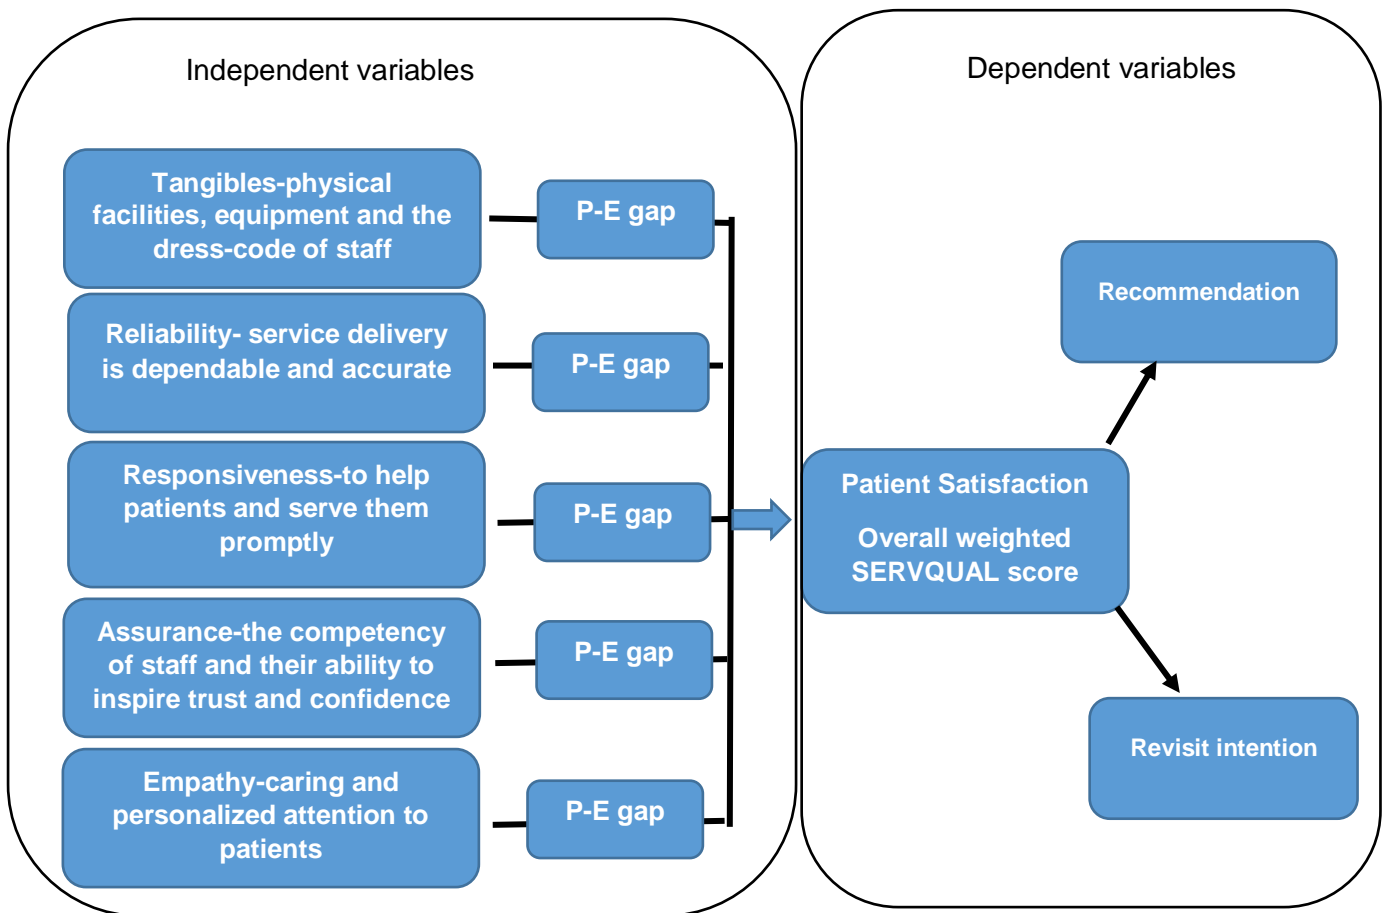 Independent variables
Tangibles-physical
facilities, equipment and the
dress-code of staff
P-E gap
Reliability- service delivery
is dependable and accurate
P-E gap
Responsiveness-to help
patients and serve them
promptly
P-E gap
Assurance-the competency
of staff and their ability to
inspire trust and confidence
P-E gap
Empathy-caring and
personalized attention to
patients
P-E gap
Dependent variables
Recommendation
Patient Satisfaction
Overall weighted
SERVQUAL score
Revisit intention